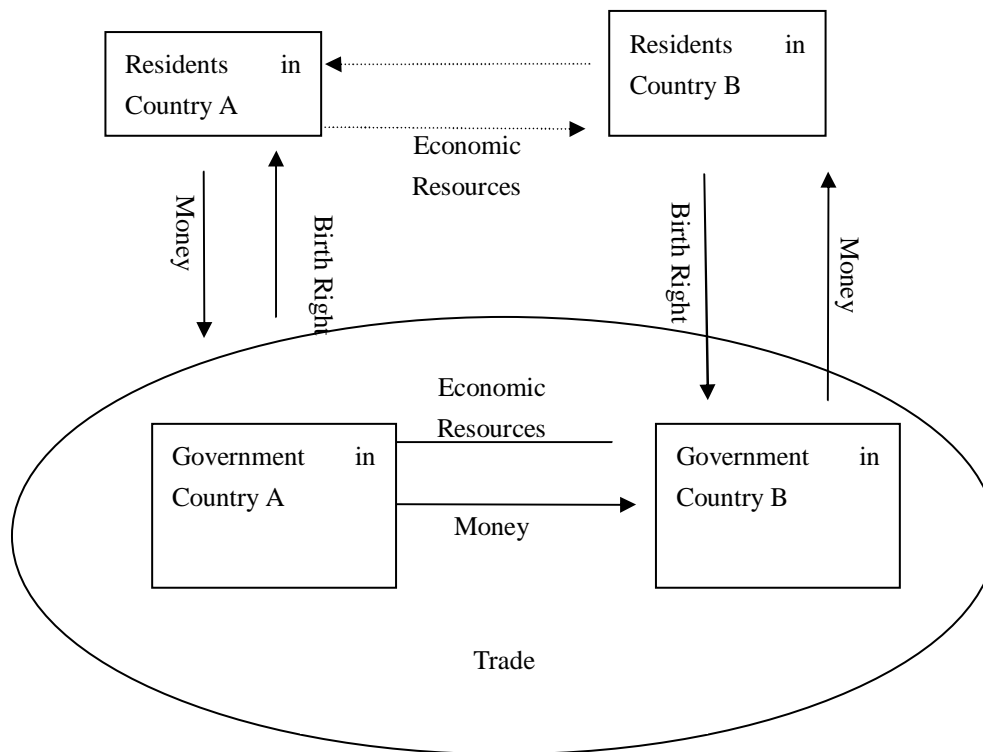 Residents in
Country A
Residents in
Country B
Economic
Resources
Money
Birth Right
Birth Right
Money
Economic
Resources
Government in
Country A
Government in
Country B
Money
Trade